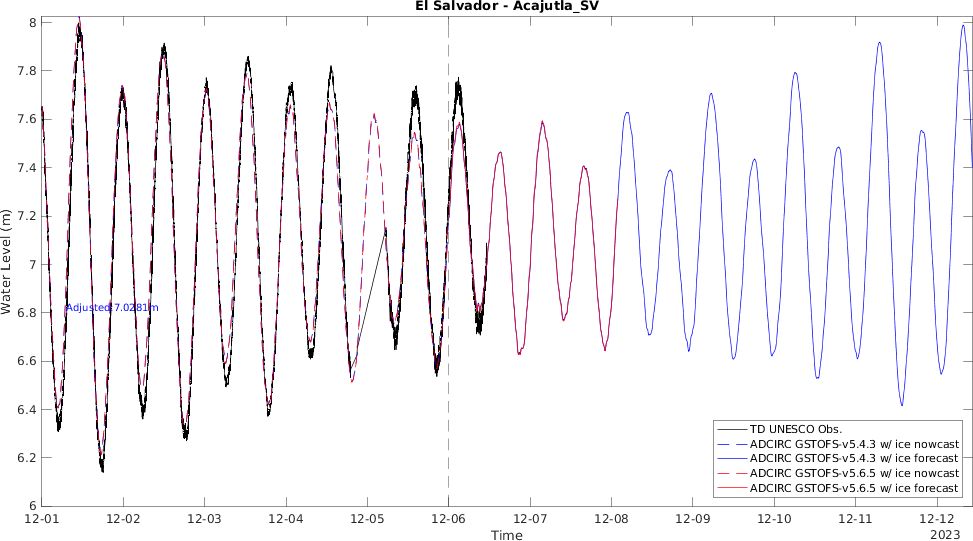 El Salvador - Acajutla_SV
8
7.8
7.6
7.4
7.2
7
6.8
6.6
6.4
6.2
6
Water Level (m)
Adjusted:7.0281m
TD UNESCO Obs.
ADCIRC GSTOFS-v5.4.3 w/ ice nowcast
ADCIRC GSTOFS-v5.4.3 w/ ice forecast
ADCIRC GSTOFS-v5.6.5 w/ ice nowcast
ADCIRC GSTOFS-v5.6.5 w/ ice forecast
12-01 12-02 12-03 12-04 12-05 12-06 12-07 12-08 12-09 12-10 12-11 12-12
Time
2023